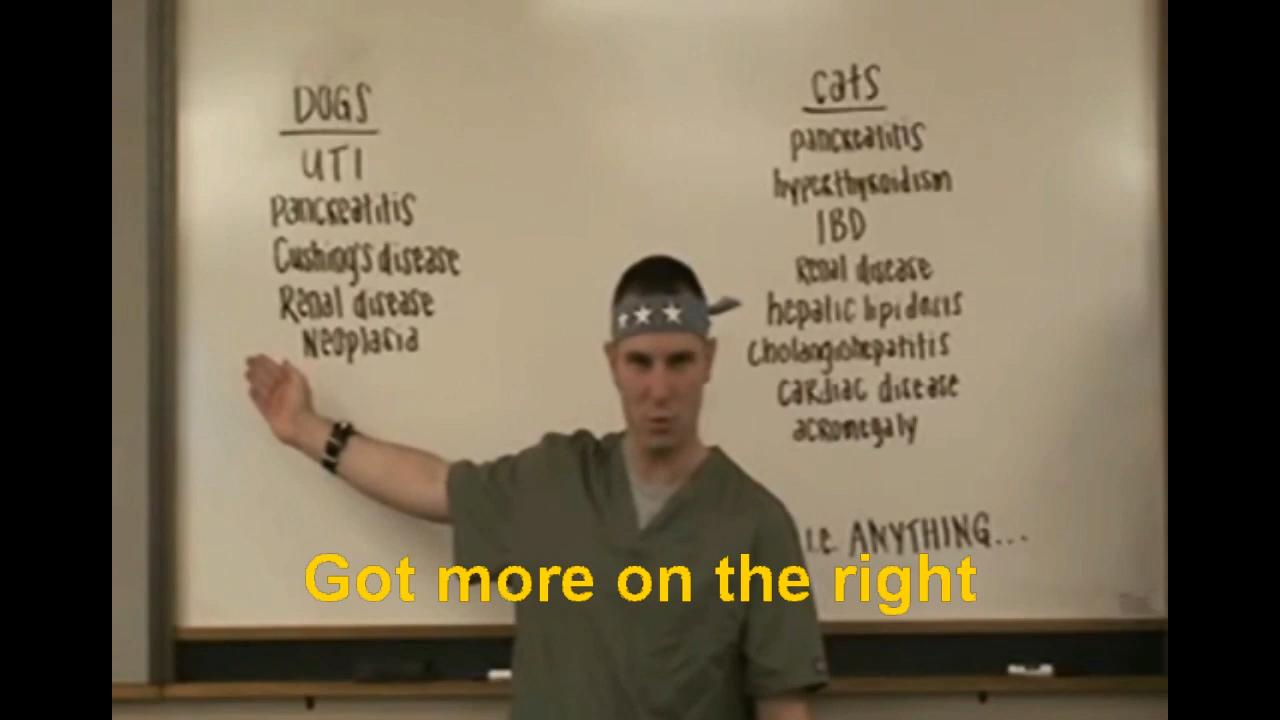 DOGS
UTI
Pancreatitis
Cushing's disease
Renal disease
Neoplasia
cats
pancreatitis
hyperthyroidism
IBD
Renal disease
hepatic lipidosis
cholangiohepatitis
cardiac disease
acromegaly
i.e. ANYTHING...
Got more on the right